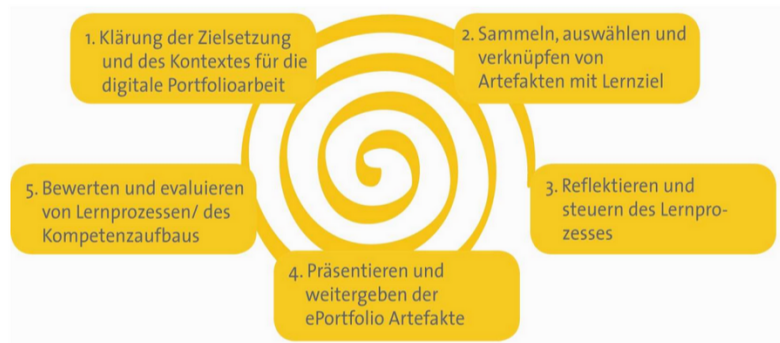 1. Klärung der Zielsetzung
und des Kontextes für die
digitale Portfolioarbeit
2. Sammeln, auswählen und
verknüpfen von
Artefakten mit Lernziel
3. Reflektieren und
steuern des Lernpro-
zesses
4. Präsentieren und
weitergeben der
ePortfolio Artefakte
5. Bewerten und evaluieren
von Lernprozessen/ des
Kompetenzaufbaus